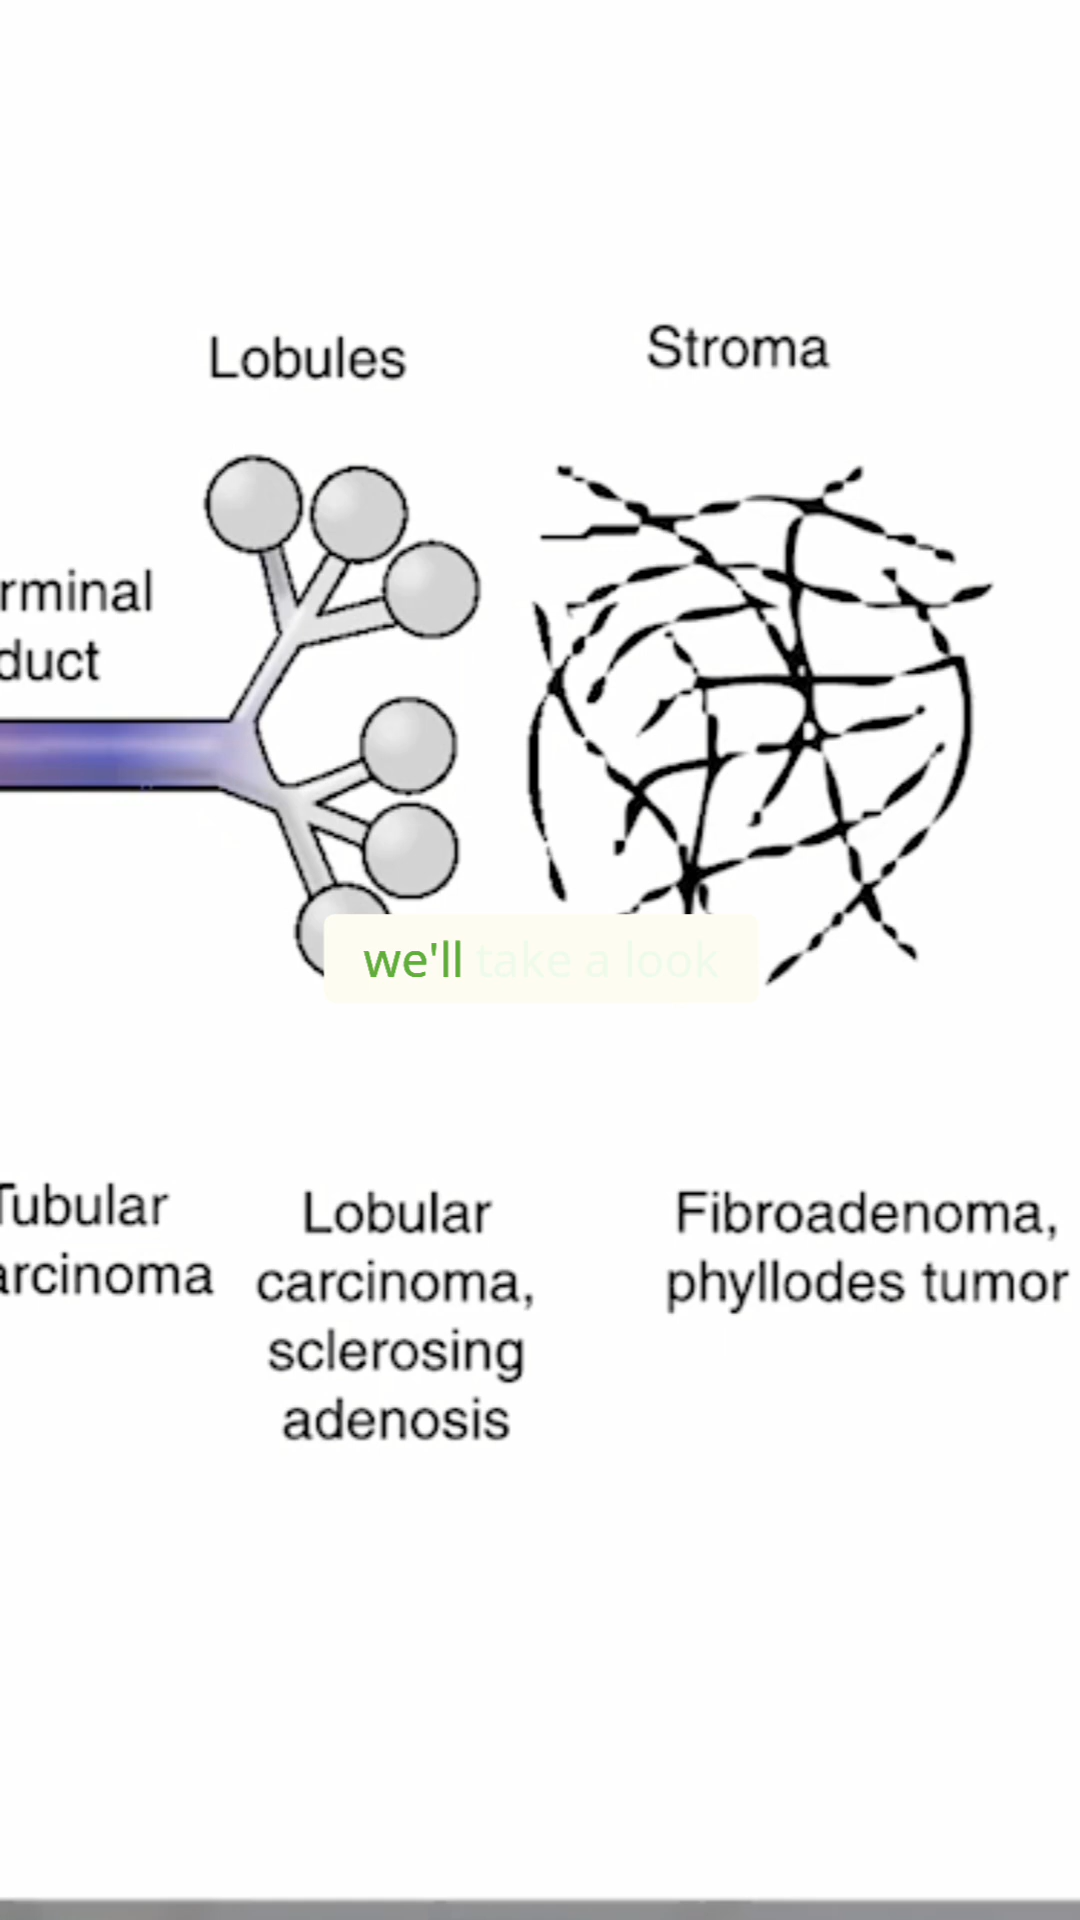 Lobules
Stroma
rminal
duct
we'll take a look
Tubular
arcinoma
Lobular
carcinoma,
sclerosing
adenosis
Fibroadenoma,
phyllodes tumor